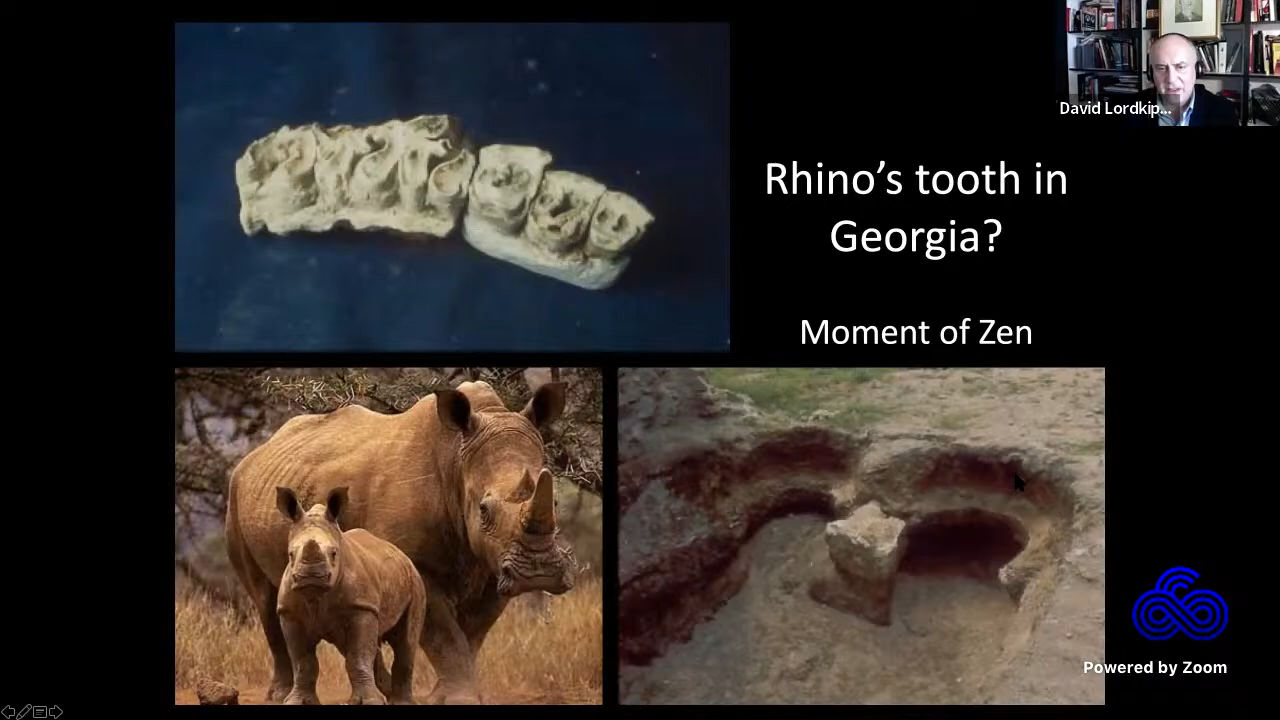 David Lordkip...
Rhino’s tooth in
Georgia?
Moment of Zen
Powered by Zoom